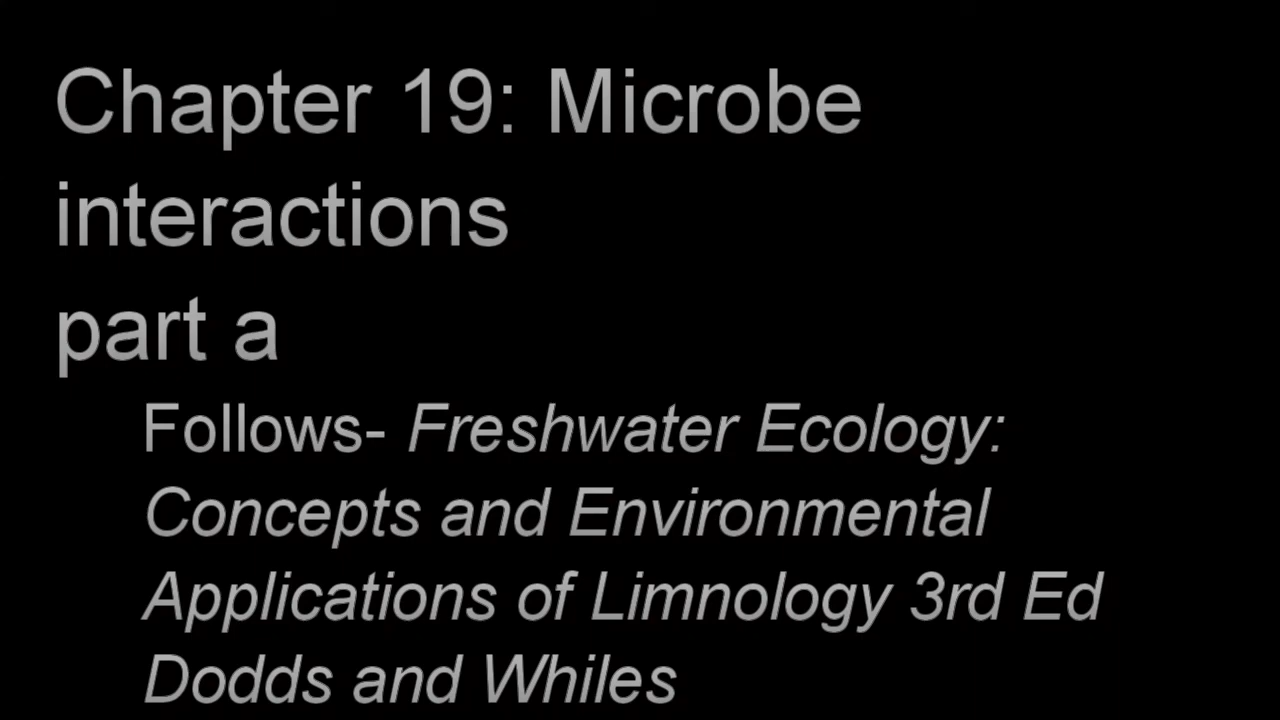 Chapter 19: Microbe
interactions
part a
Follows- Freshwater Ecology:
Concepts and Environmental
Applications of Limnology 3rd Ed
Dodds and Whiles